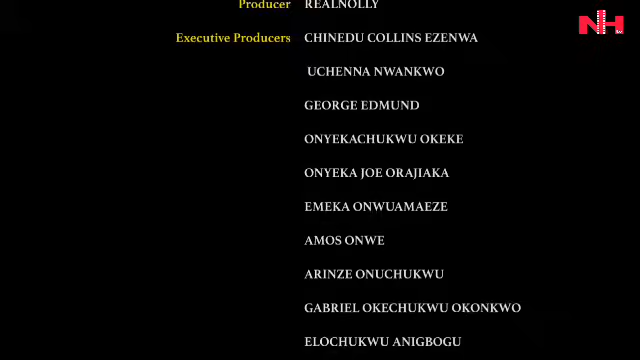 Producer REALNOLLY
Executive Producers CHINEDU COLLINS EZENWA
UCHENNA NWANKWO
GEORGE EDMUND
ONYEKACHUKWU OKEKE
ONYEKA JOE ORAJIAKA
EMEKA ONWUAMAEZE
AMOS ONWE
ARINZE ONUCHUKWU
GABRIEL OKECHUKWU OKONKWO
ELOCHUKWU ANIGBOGU
NH